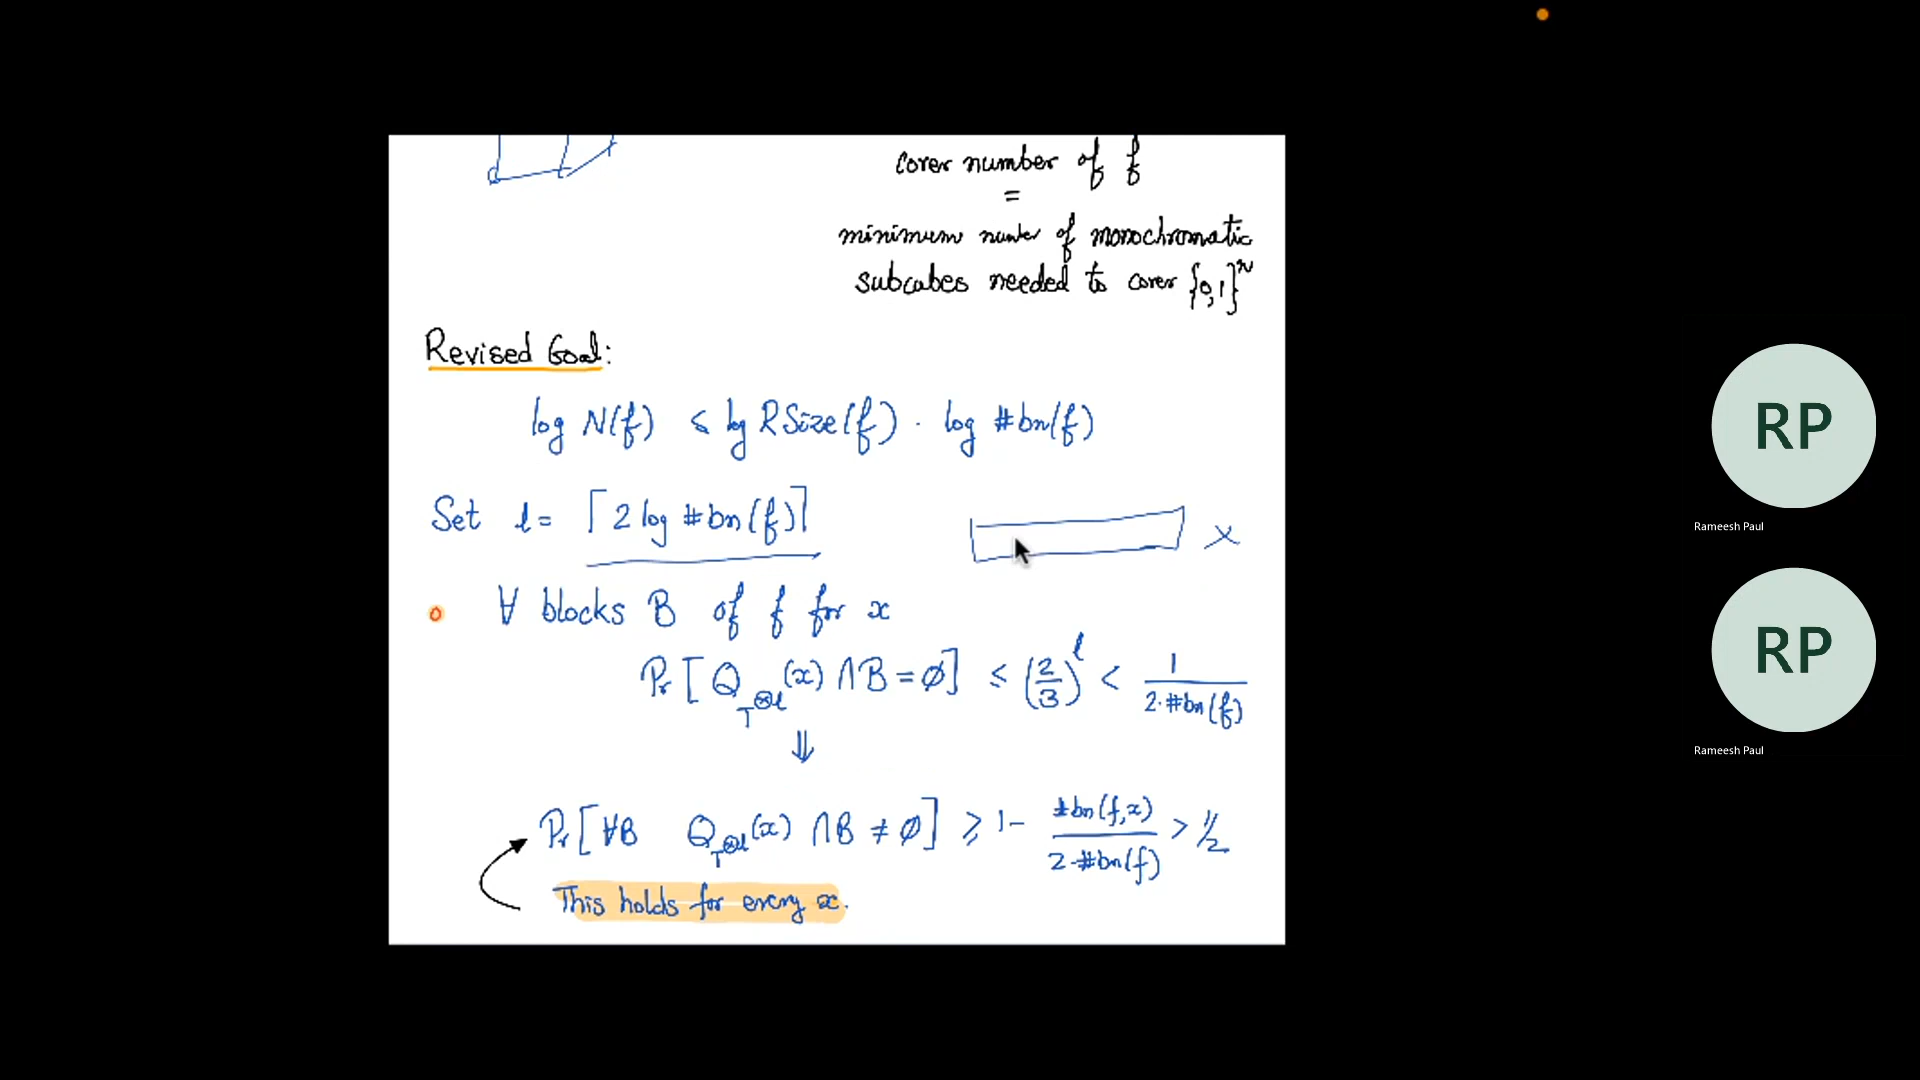 cover number of f
=
minimum number of monochromatic
subcubes needed to cover {0,1}^n
Revised Goal:
log N(f) ≤ log RSize(f) · log #bn(f)
Set l = ⌈2 log #bn(f)⌉
x
∀ blocks B of f for x
Pr[Q_{T^{⊗l}}(x) ∩ B = ∅] ≤ (2/3)^l < 1/(2·#bn(f))
⇓
Pr[∀B Q_{T^{⊗l}}(x) ∩ B ≠ ∅] ≥ 1 - #bn(f,x)/(2·#bn(f)) > 1/2
This holds for every x.
RP
Rameesh Paul
RP
Rameesh Paul